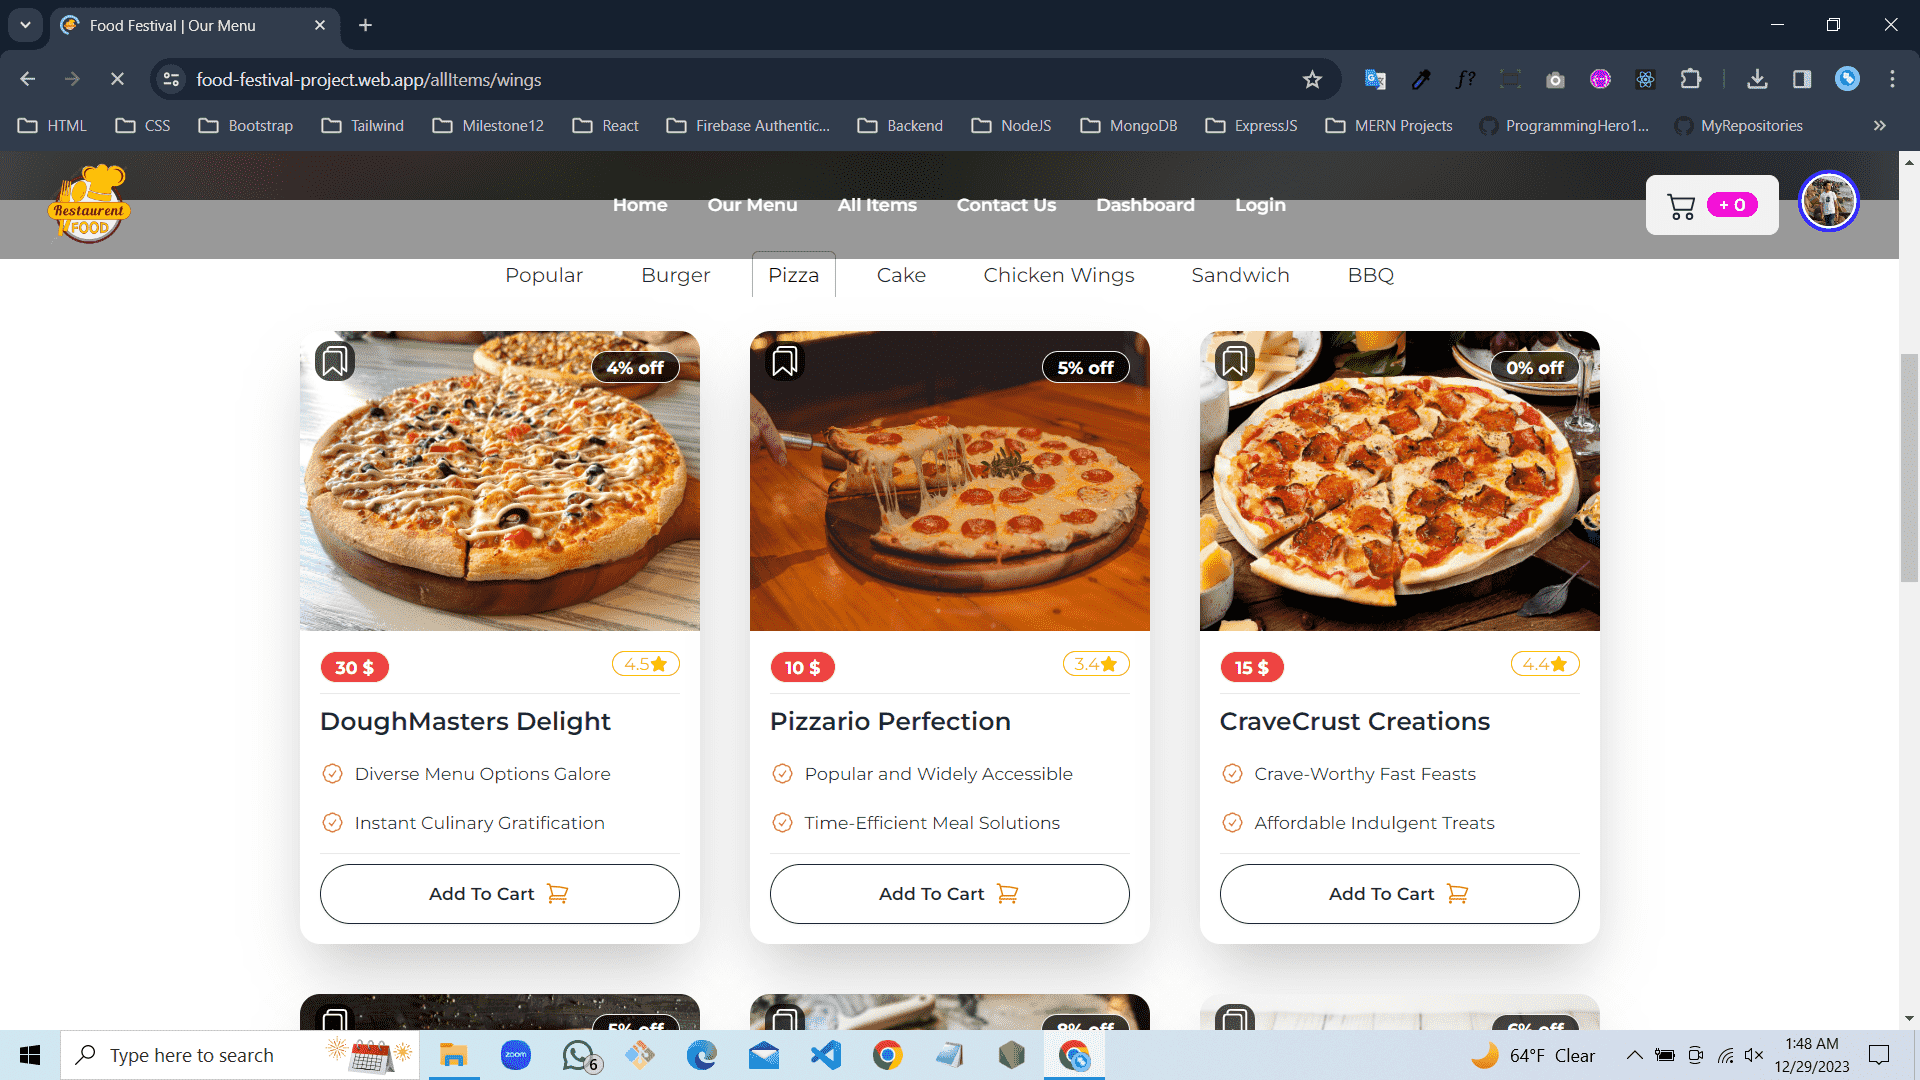 Food Festival | Our Menu
food-festival-project.web.app/allItems/wings
HTML CSS Bootstrap Tailwind Milestone12 React Firebase Authentic... Backend NodeJS MongoDB ExpressJS MERN Projects ProgrammingHero1... MyRepositories
Restaurent
FOOD
Home Our Menu All Items Contact Us Dashboard Login
+ 0
Popular Burger Pizza Cake Chicken Wings Sandwich BBQ
4% off 5% off 0% off
30 $ 4.5 10 $ 3.4 15 $ 4.4
DoughMasters Delight Pizzario Perfection CraveCrust Creations
Diverse Menu Options Galore Popular and Widely Accessible Crave-Worthy Fast Feasts
Instant Culinary Gratification Time-Efficient Meal Solutions Affordable Indulgent Treats
Add To Cart Add To Cart Add To Cart
5% off 8% off 6% off
Type here to search
zoom
6
64°F Clear
1:48 AM
12/29/2023